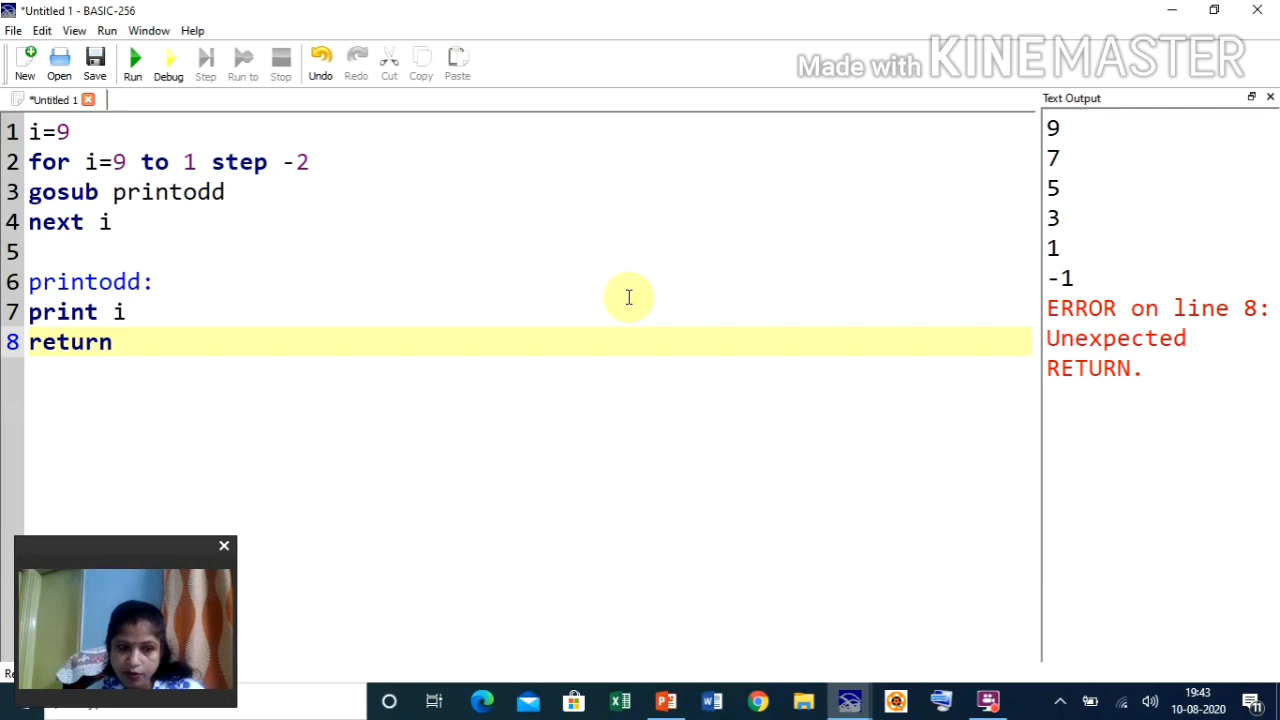 *Untitled 1 - BASIC-256
File Edit View Run Window Help
New Open Save Run Debug Step Run to Stop Undo Redo Cut Copy Paste
Made with KINEMASTER
*Untitled 1
Text Output
1 i=9
2 for i=9 to 1 step -2
3 gosub printodd
4 next i
5
6 printodd:
7 print i
8 return
9
7
5
3
1
-1
ERROR on line 8:
Unexpected
RETURN.
19:43
10-08-2020